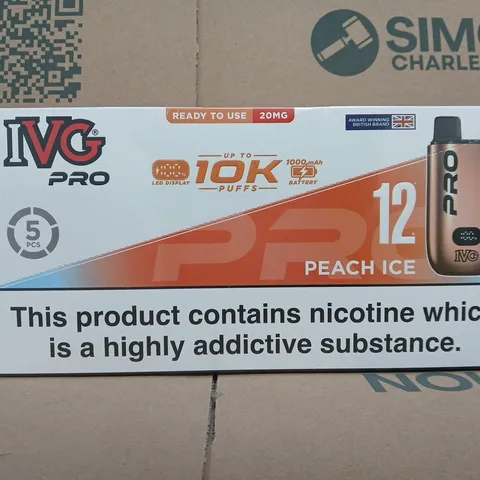 SIMO
CHARLE
READY TO USE 20MG
AWARD WINNING
BRITISH BRAND
IVG®
PRO
LED DISPLAY
UP TO
10K
PUFFS
1000mAh
BATTERY
5
PCS
PRO
12
PEACH ICE
PRO
IVG
This product contains nicotine whic
is a highly addictive substance.